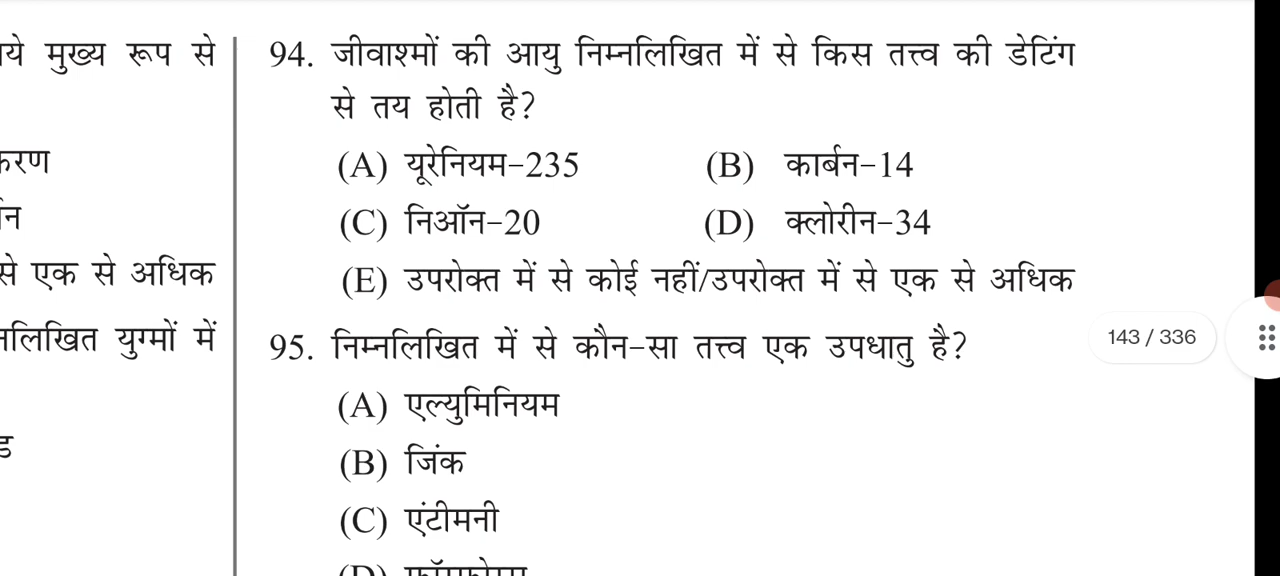 ये मुख्य रूप से
करण
से एक से अधिक
युग्मों में
94. जीवाश्मों की आयु निम्नलिखित में से किस तत्त्व की डेटिंग
से तय होती है?
(A) यूरेनियम-235 (B) कार्बन-14
(C) निऑन-20 (D) क्लोरीन-34
(E) उपरोक्त में से कोई नहीं/उपरोक्त में से एक से अधिक
95. निम्नलिखित में से कौन-सा तत्त्व एक उपधातु है?
(A) एल्युमिनियम
(B) जिंक
(C) एंटीमनी
143 / 336